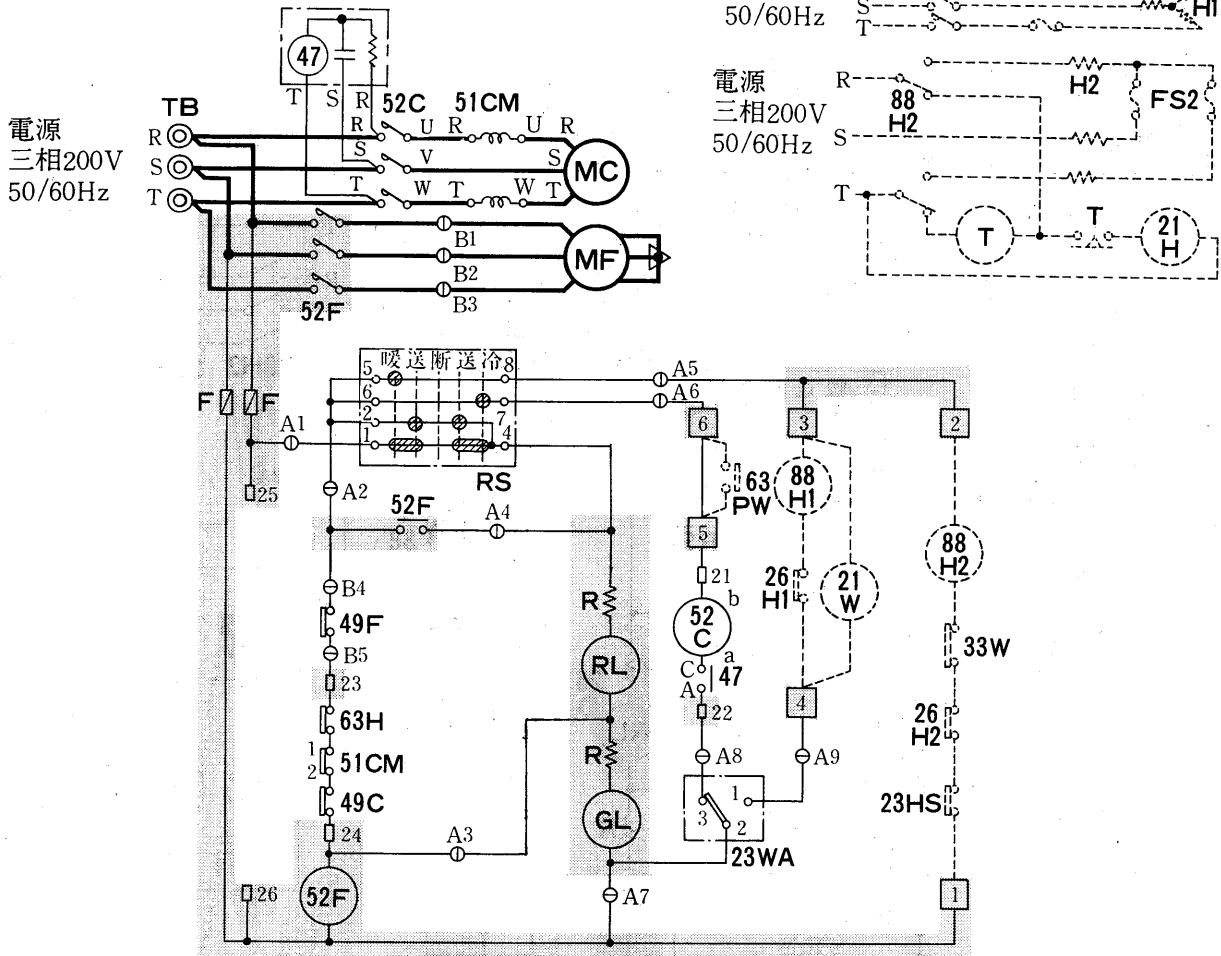 S
50/60Hz
T
H1
47
T
S
R
52C
51CM
TB
R
U
R
U
R
電源
三相200V
50/60Hz
R
S
T
S
V
S
MC
T
W
T
W
T
B1
B2
B3
MF
52F
電源
三相200V
50/60Hz
R
88
H2
H2
FS2
S
T
T
T
21
H
暖送断送冷
5
8
6
2
7
1
4
RS
A5
A6
F
F
A1
25
A2
52F
A4
6
3
2
63
PW
88
H1
5
B4
49F
B5
23
63H
1
2
51CM
49C
24
A3
52F
26
R
RL
R
GL
A7
21
b
52
C
a
C
A
47
22
A8
26
H1
21
W
4
A9
3
1
2
23WA
88
H2
33W
26
H2
23HS
1